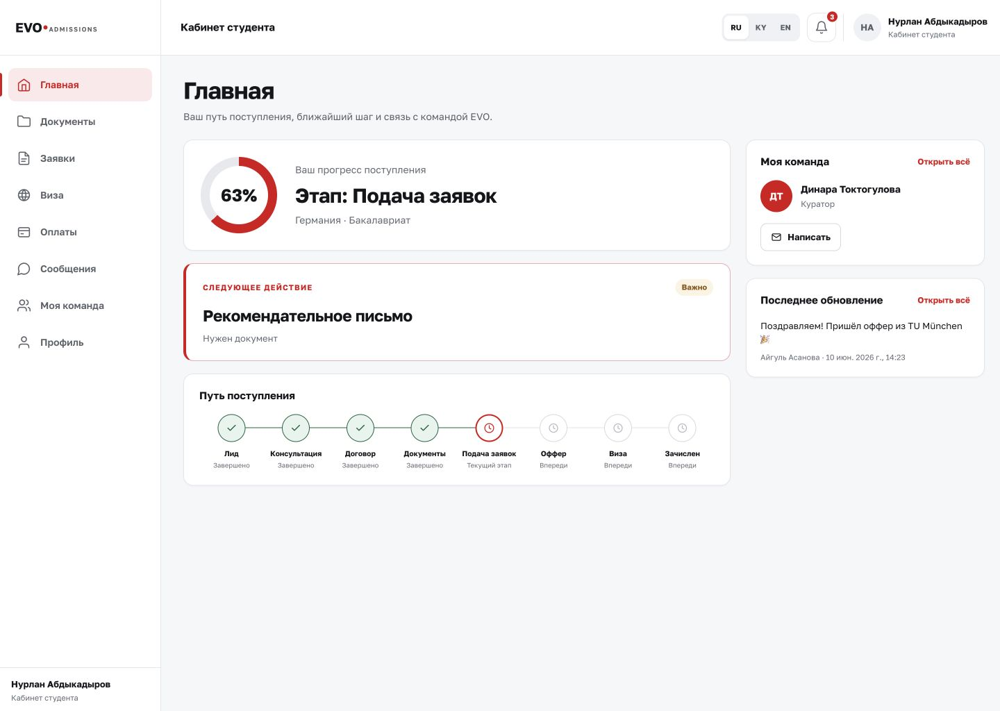 EVO•ADMISSIONS
Кабинет студента
RU KY EN
3
НА
Нурлан Абдыкадыров
Кабинет студента
Главная
Документы
Заявки
Виза
Оплаты
Сообщения
Моя команда
Профиль
Нурлан Абдыкадыров
Кабинет студента
Главная
Ваш путь поступления, ближайший шаг и связь с командой EVO.
63%
Ваш прогресс поступления
Этап: Подача заявок
Германия · Бакалавриат
СЛЕДУЮЩЕЕ ДЕЙСТВИЕ
Важно
Рекомендательное письмо
Нужен документ
Путь поступления
Лид
Завершено
Консультация
Завершено
Договор
Завершено
Документы
Завершено
Подача заявок
Текущий этап
Оффер
Впереди
Виза
Впереди
Зачислен
Впереди
Моя команда
Открыть всё
ДТ
Динара Токтогулова
Куратор
Написать
Последнее обновление
Открыть всё
Поздравляем! Пришёл оффер из TU München
🎉
Айгуль Асанова · 10 июн. 2026 г., 14:23